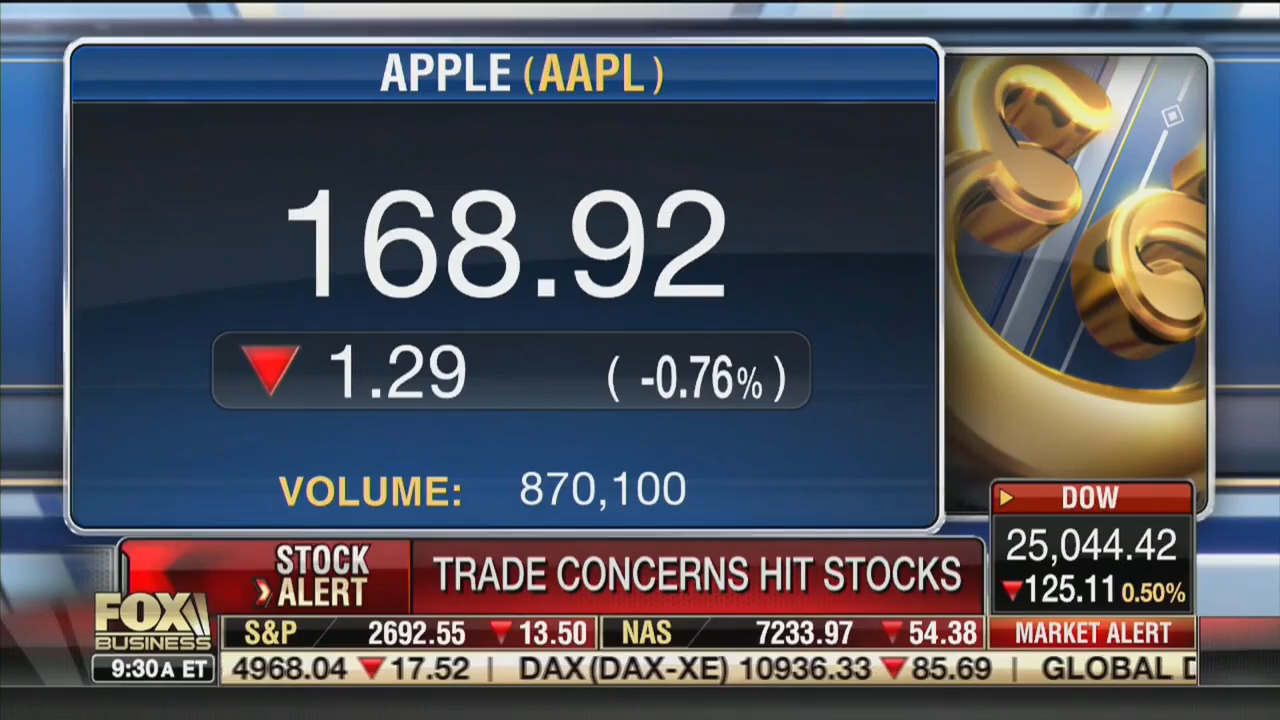 APPLE (AAPL)
168.92
▼ 1.29 ( -0.76% )
VOLUME: 870,100
DOW
25,044.42
▼125.11 0.50%
MARKET ALERT
STOCK
ALERT
TRADE CONCERNS HIT STOCKS
FOX
BUSINESS
9:30A ET
S&P 2692.55 ▼13.50
NAS 7233.97 ▼54.38
4968.04 ▼17.52 | DAX(DAX-XE) 10936.33 ▼85.69 | GLOBAL D